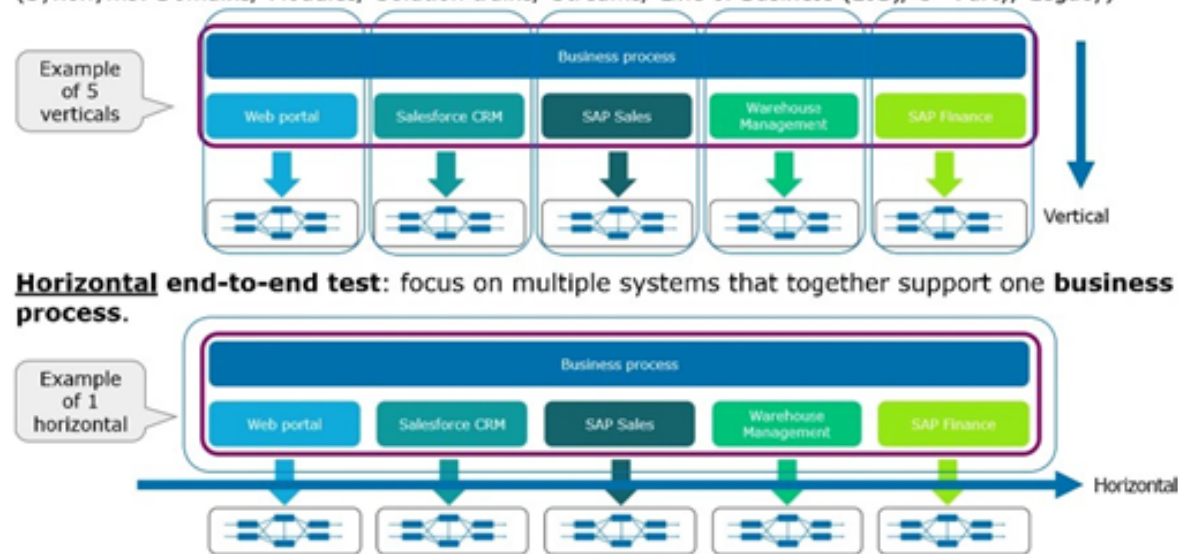 Business process
Example
of 5
verticals
Web portal
Salesforce CRM
SAP Sales
Warehouse
Management
SAP Finance
Vertical
Horizontal end-to-end test: focus on multiple systems that together support one business
process.
Business process
Example
of 1
horizontal
Web portal
Salesforce CRM
SAP Sales
Warehouse
Management
SAP Finance
Horizontal